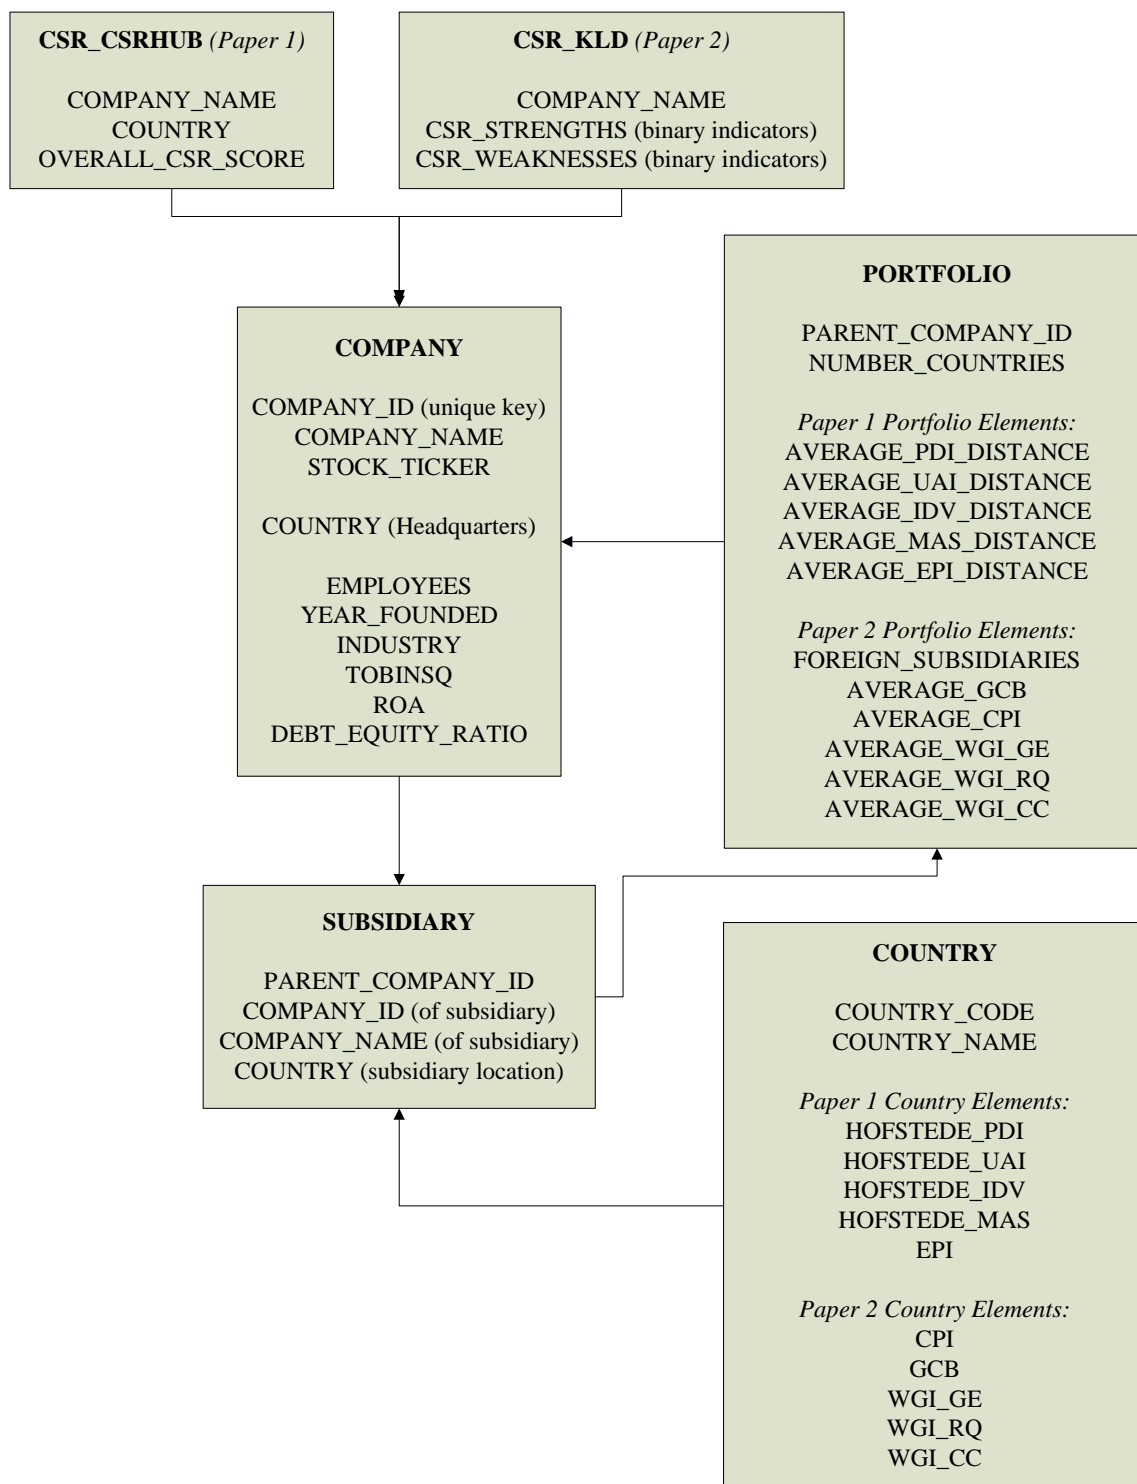 CSR_CSRHUB (Paper 1)
COMPANY_NAME
COUNTRY
OVERALL_CSR_SCORE
CSR_KLD (Paper 2)
COMPANY_NAME
CSR_STRENGTHS (binary indicators)
CSR_WEAKNESSES (binary indicators)
COMPANY
COMPANY_ID (unique key)
COMPANY_NAME
STOCK_TICKER
COUNTRY (Headquarters)
EMPLOYEES
YEAR_FOUNDED
INDUSTRY
TOBINSQ
ROA
DEBT_EQUITY_RATIO
PORTFOLIO
PARENT_COMPANY_ID
NUMBER_COUNTRIES
Paper 1 Portfolio Elements:
AVERAGE_PDI_DISTANCE
AVERAGE_UAI_DISTANCE
AVERAGE_IDV_DISTANCE
AVERAGE_MAS_DISTANCE
AVERAGE_EPI_DISTANCE
Paper 2 Portfolio Elements:
FOREIGN_SUBSIDIARIES
AVERAGE_GCB
AVERAGE_CPI
AVERAGE_WGI_GE
AVERAGE_WGI_RQ
AVERAGE_WGI_CC
SUBSIDIARY
PARENT_COMPANY_ID
COMPANY_ID (of subsidiary)
COMPANY_NAME (of subsidiary)
COUNTRY (subsidiary location)
COUNTRY
COUNTRY_CODE
COUNTRY_NAME
Paper 1 Country Elements:
HOFSTEDE_PDI
HOFSTEDE_UAI
HOFSTEDE_IDV
HOFSTEDE_MAS
EPI
Paper 2 Country Elements:
CPI
GCB
WGI_GE
WGI_RQ
WGI_CC